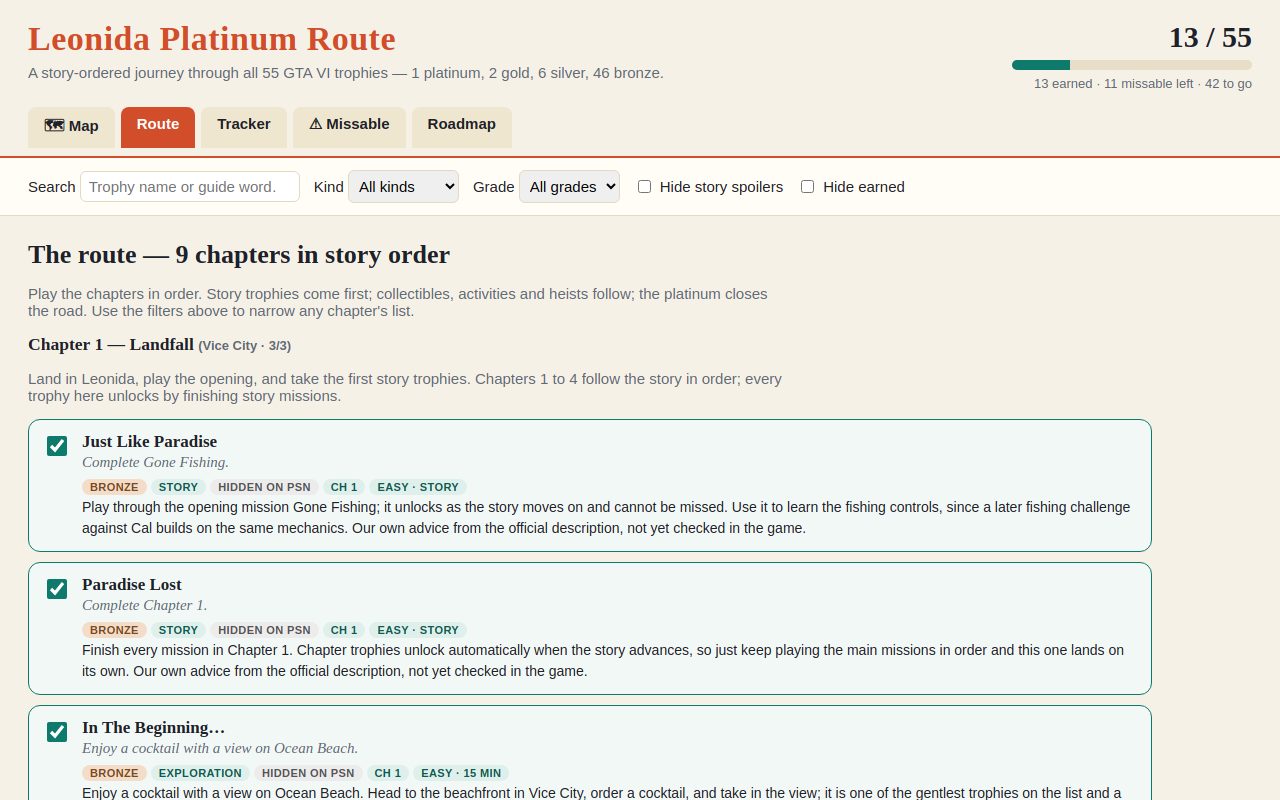 Leonida Platinum Route
13 / 55
A story-ordered journey through all 55 GTA VI trophies — 1 platinum, 2 gold, 6 silver, 46 bronze.
13 earned · 11 missable left · 42 to go
🗺 Map
Route
Tracker
⚠ Missable
Roadmap
Search Trophy name or guide word. Kind All kinds Grade All grades Hide story spoilers Hide earned
The route — 9 chapters in story order
Play the chapters in order. Story trophies come first; collectibles, activities and heists follow; the platinum closes
the road. Use the filters above to narrow any chapter's list.
Chapter 1 — Landfall (Vice City · 3/3)
Land in Leonida, play the opening, and take the first story trophies. Chapters 1 to 4 follow the story in order; every
trophy here unlocks by finishing story missions.
Just Like Paradise
Complete Gone Fishing.
BRONZE STORY HIDDEN ON PSN CH 1 EASY · STORY
Play through the opening mission Gone Fishing; it unlocks as the story moves on and cannot be missed. Use it to learn the fishing controls, since a later fishing challenge
against Cal builds on the same mechanics. Our own advice from the official description, not yet checked in the game.
Paradise Lost
Complete Chapter 1.
BRONZE STORY HIDDEN ON PSN CH 1 EASY · STORY
Finish every mission in Chapter 1. Chapter trophies unlock automatically when the story advances, so just keep playing the main missions in order and this one lands on
its own. Our own advice from the official description, not yet checked in the game.
In The Beginning…
Enjoy a cocktail with a view on Ocean Beach.
BRONZE EXPLORATION HIDDEN ON PSN CH 1 EASY · 15 MIN
Enjoy a cocktail with a view on Ocean Beach. Head to the beachfront in Vice City, order a cocktail, and take in the view; it is one of the gentlest trophies on the list and a